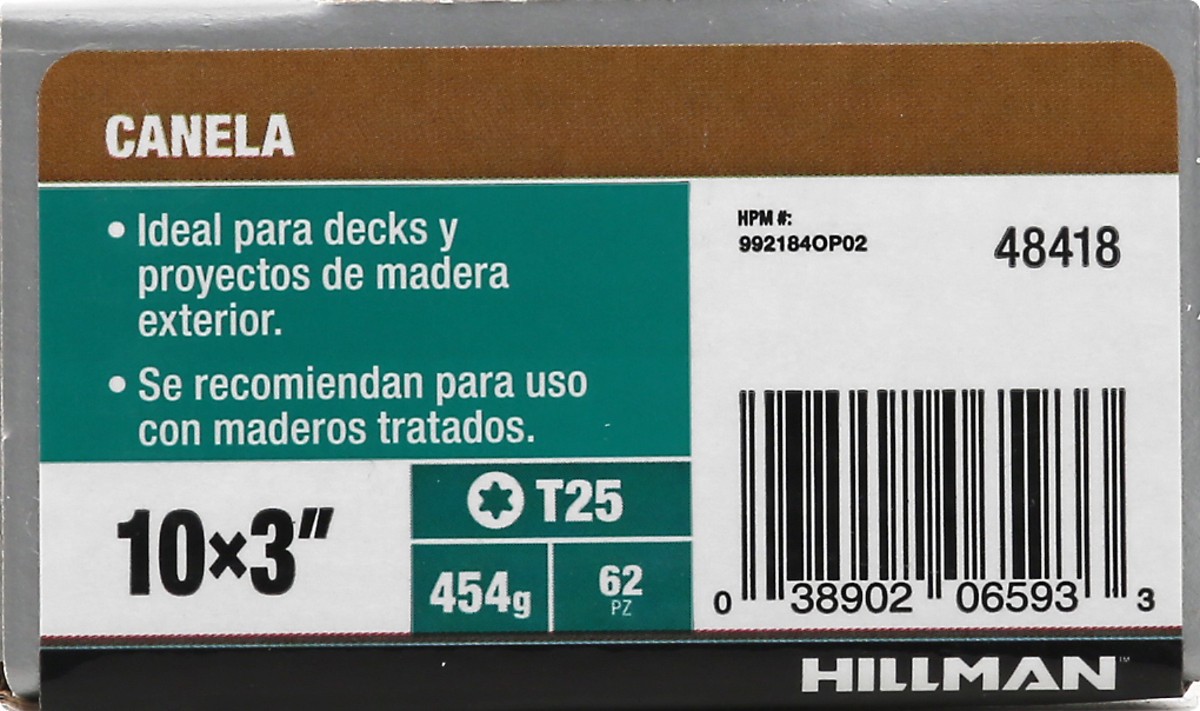 CANELA
• Ideal para decks y
proyectos de madera
exterior.
• Se recomiendan para uso
con maderos tratados.
HPM #:
992184OP02
48418
10×3"
T25
454g
62
PZ
0 38902 06593 3
HILLMAN™